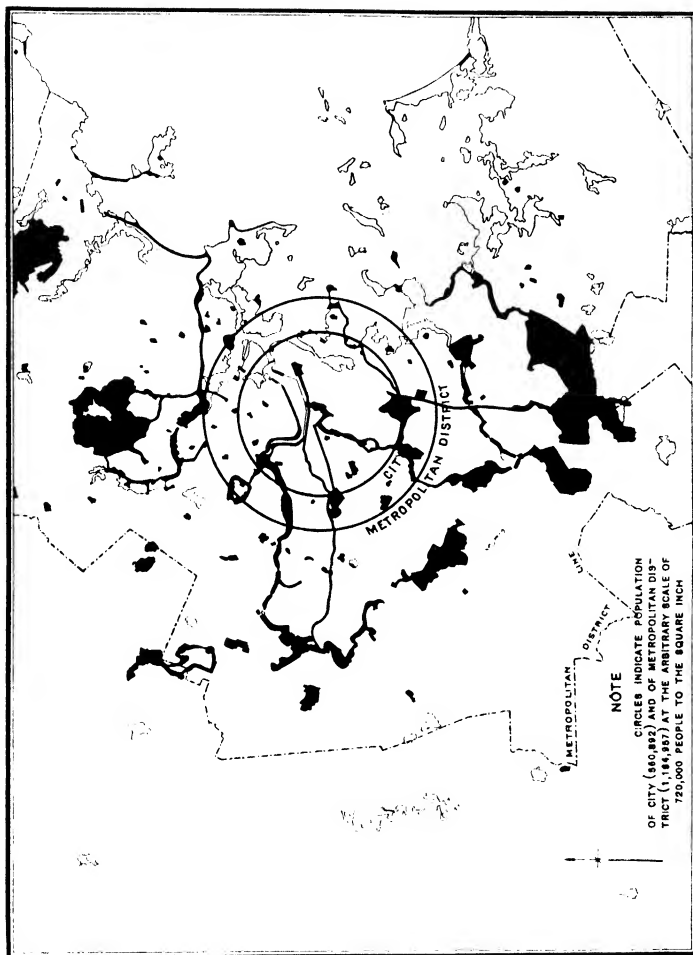 CITY
METROPOLITAN DISTRICT
METROPOLITAN DISTRICT LINE
NOTE
CIRCLES INDICATE POPULATION
OF CITY (560,892) AND OF METROPOLITAN DIS-
TRICT (1,184,957) AT THE ARBITRARY SCALE OF
720,000 PEOPLE TO THE SQUARE INCH